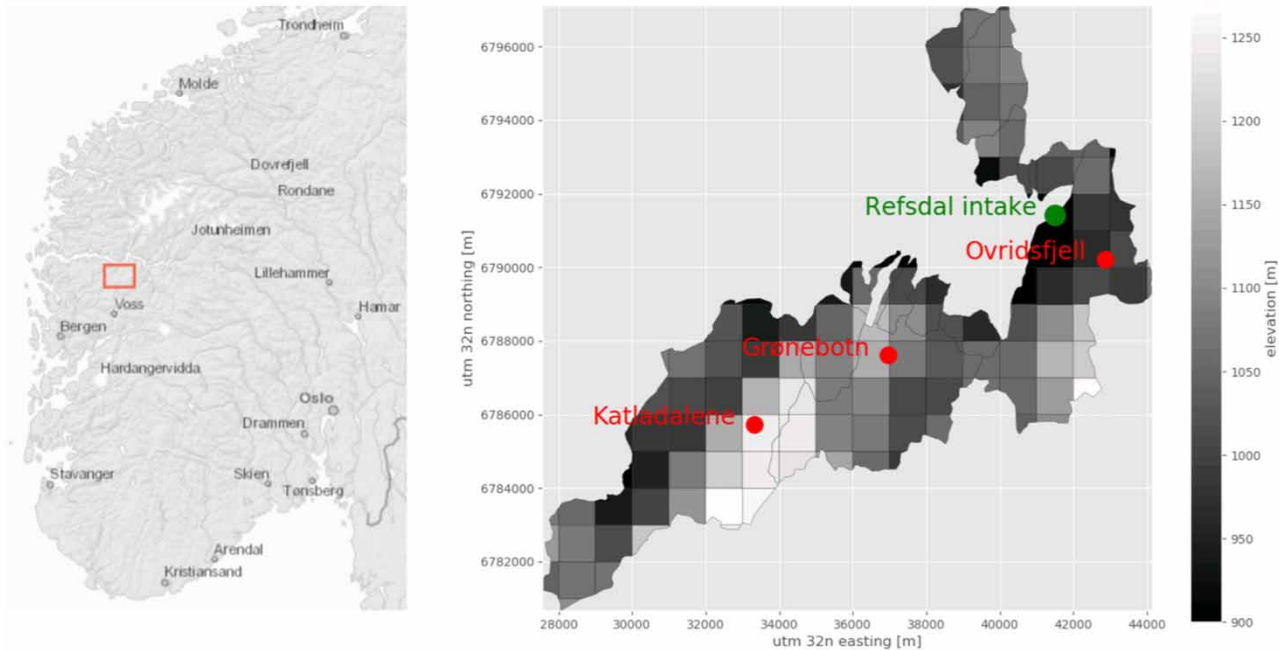 Trondheim
Molde
Dovrefjell
Rondane
Jotunheimen
Lillehammer
Hamar
Voss
Bergen
Hardangervidda
Oslo
Drammen
Stavanger
Skien
Tønsberg
Arendal
Kristiansand
utm 32n northing [m]
6796000
6794000
6792000
6790000
6788000
6786000
6784000
6782000
Refsdal intake
Ovridsfjell
Grønebotn
Katladalene
28000 30000 32000 34000 36000 38000 40000 42000 44000
utm 32n easting [m]
elevation [m]
1250
1200
1150
1100
1050
1000
950
900